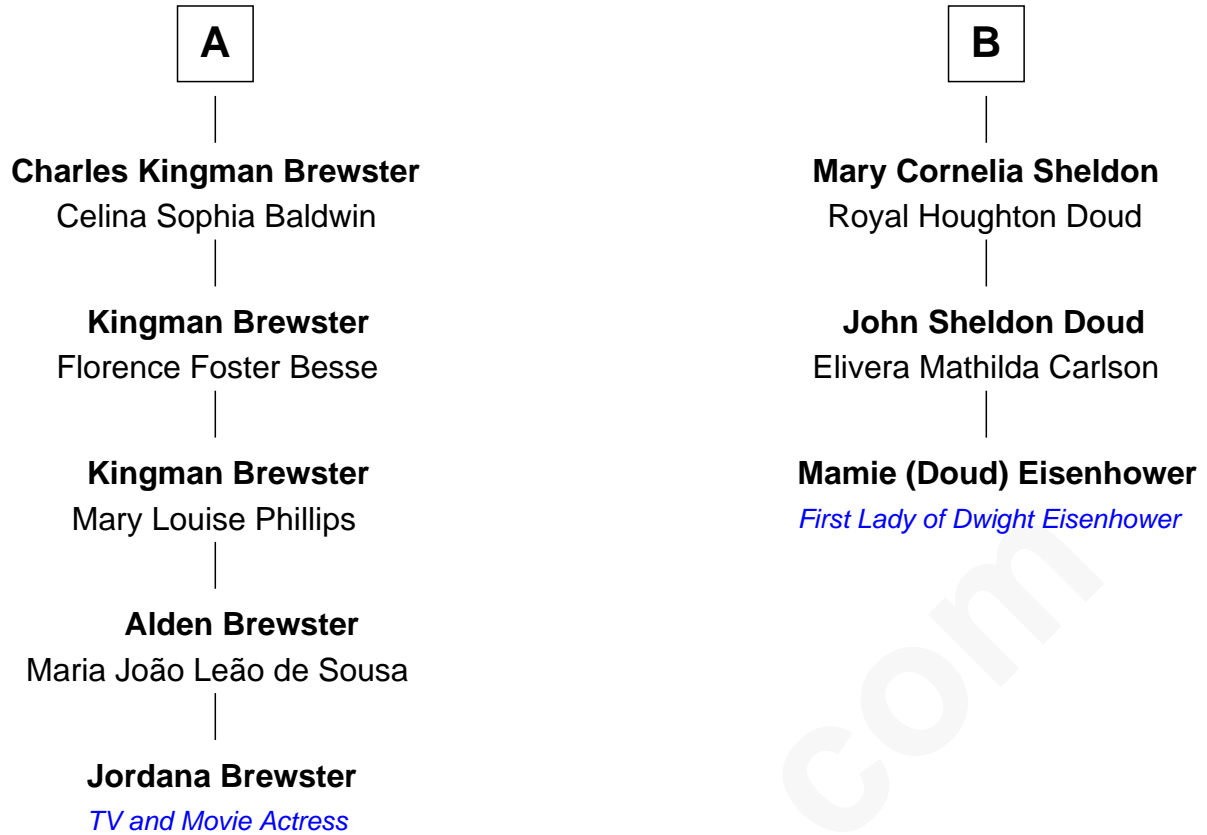 A
Charles Kingman Brewster
Celina Sophia Baldwin
Kingman Brewster
Florence Foster Besse
Kingman Brewster
Mary Louise Phillips
Alden Brewster
Maria João Leão de Sousa
Jordana Brewster
TV and Movie Actress
B
Mary Cornelia Sheldon
Royal Houghton Doud
John Sheldon Doud
Elivera Mathilda Carlson
Mamie (Doud) Eisenhower
First Lady of Dwight Eisenhower
com